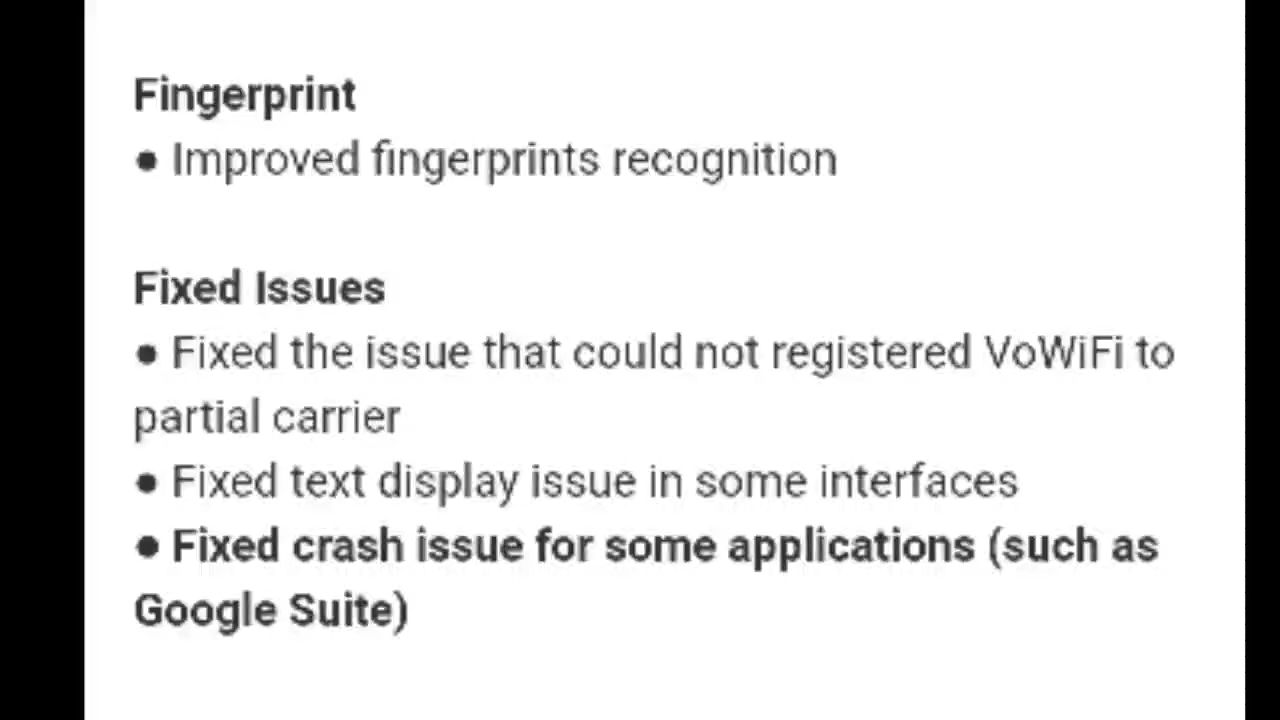 Fingerprint
● Improved fingerprints recognition
Fixed Issues
● Fixed the issue that could not registered VoWiFi to
partial carrier
● Fixed text display issue in some interfaces
● Fixed crash issue for some applications (such as
Google Suite)